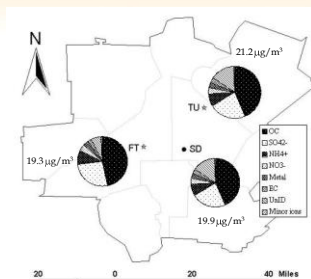 N
21.2μg/m³
TU
FT
SD
19.3μg/m³
19.9μg/m³
OC
SO42-
NH4+
NO3-
Metal
EC
UnID
Minor ions
20 0 20 40 Miles